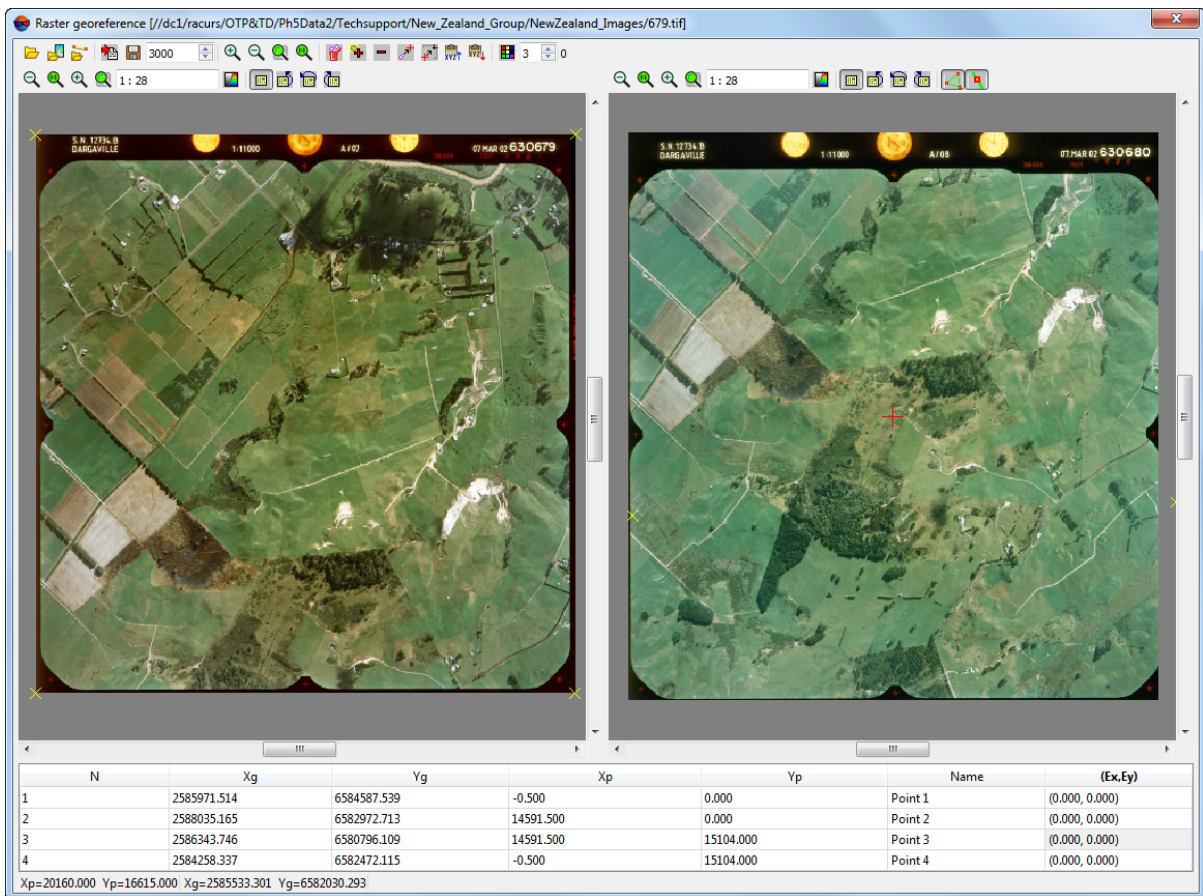 Raster georeference [//dc1/racurs/OTP&TD/Ph5Data2/Techsupport/New_Zealand_Group/NewZealand_Images/679.tif]
3000 3 0
1 : 28
1 : 28
S.N. 12734.B
DARGAVILLE
1:11000 A/07 07 MAR 02 630679
S.N. 12734.B
DARGAVILLE
1:11000 A/08 07 MAR 02 630680
N Xg Yg Xp Yp Name (Ex,Ey)
1 2585971.514 6584587.539 -0.500 0.000 Point 1 (0.000, 0.000)
2 2588035.165 6582972.713 14591.500 0.000 Point 2 (0.000, 0.000)
3 2586343.746 6580796.109 14591.500 15104.000 Point 3 (0.000, 0.000)
4 2584258.337 6582472.115 -0.500 15104.000 Point 4 (0.000, 0.000)
Xp=20160.000 Yp=16615.000 Xg=2585533.301 Yg=6582030.293